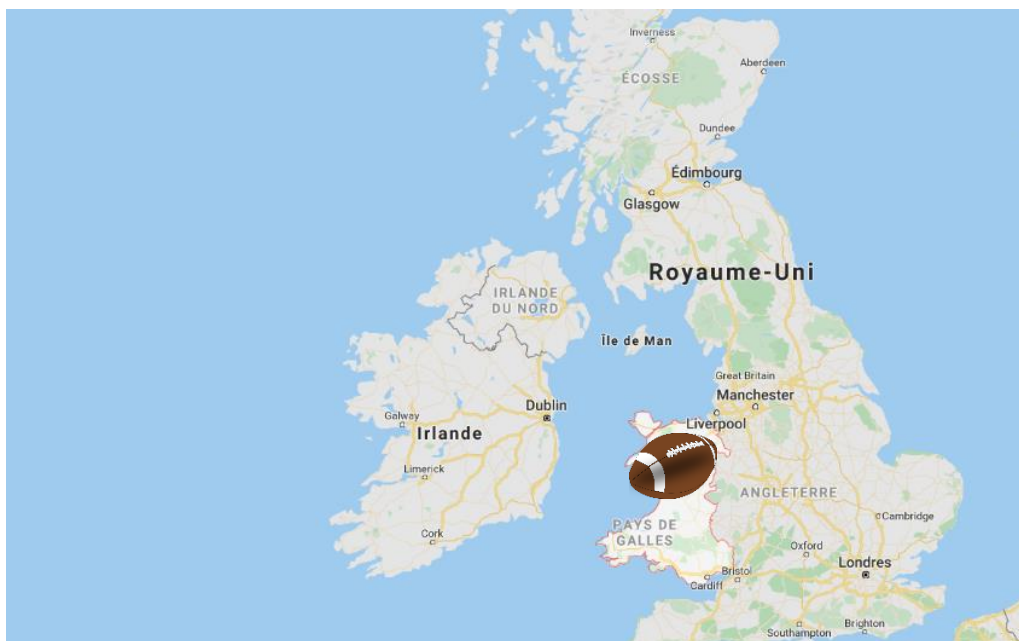 Inverness
Aberdeen
ÉCOSSE
Dundee
Édimbourg
Glasgow
Royaume-Uni
IRLANDE
DU NORD
Île de Man
Great Britain
Manchester
Dublin
Galway
Liverpool
Irlande
Limerick
ANGLETERRE
Cambridge
PAYS DE
GALLES
Cork
Oxford
Londres
Bristol
Cardiff
Brighton
Southampton